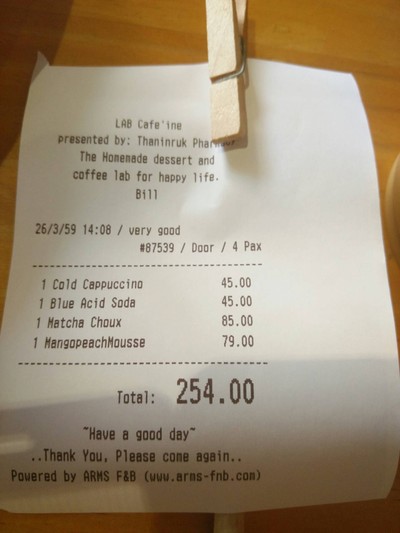 LAB Cafe'ine
presented by: Thaninruk
The Homemade dessert and
coffee lab for happy life.
Bill
26/3/59 14:08 / very good
#87539 / Door / 4 Pax
1 Cold Cappuccino 45.00
1 Blue Acid Soda 45.00
1 Matcha Choux 85.00
1 MangopeachMousse 79.00
Total: 254.00
~Have a good day~
..Thank You, Please come again..
Powered by ARMS F&B (www.arms-fnb.com)